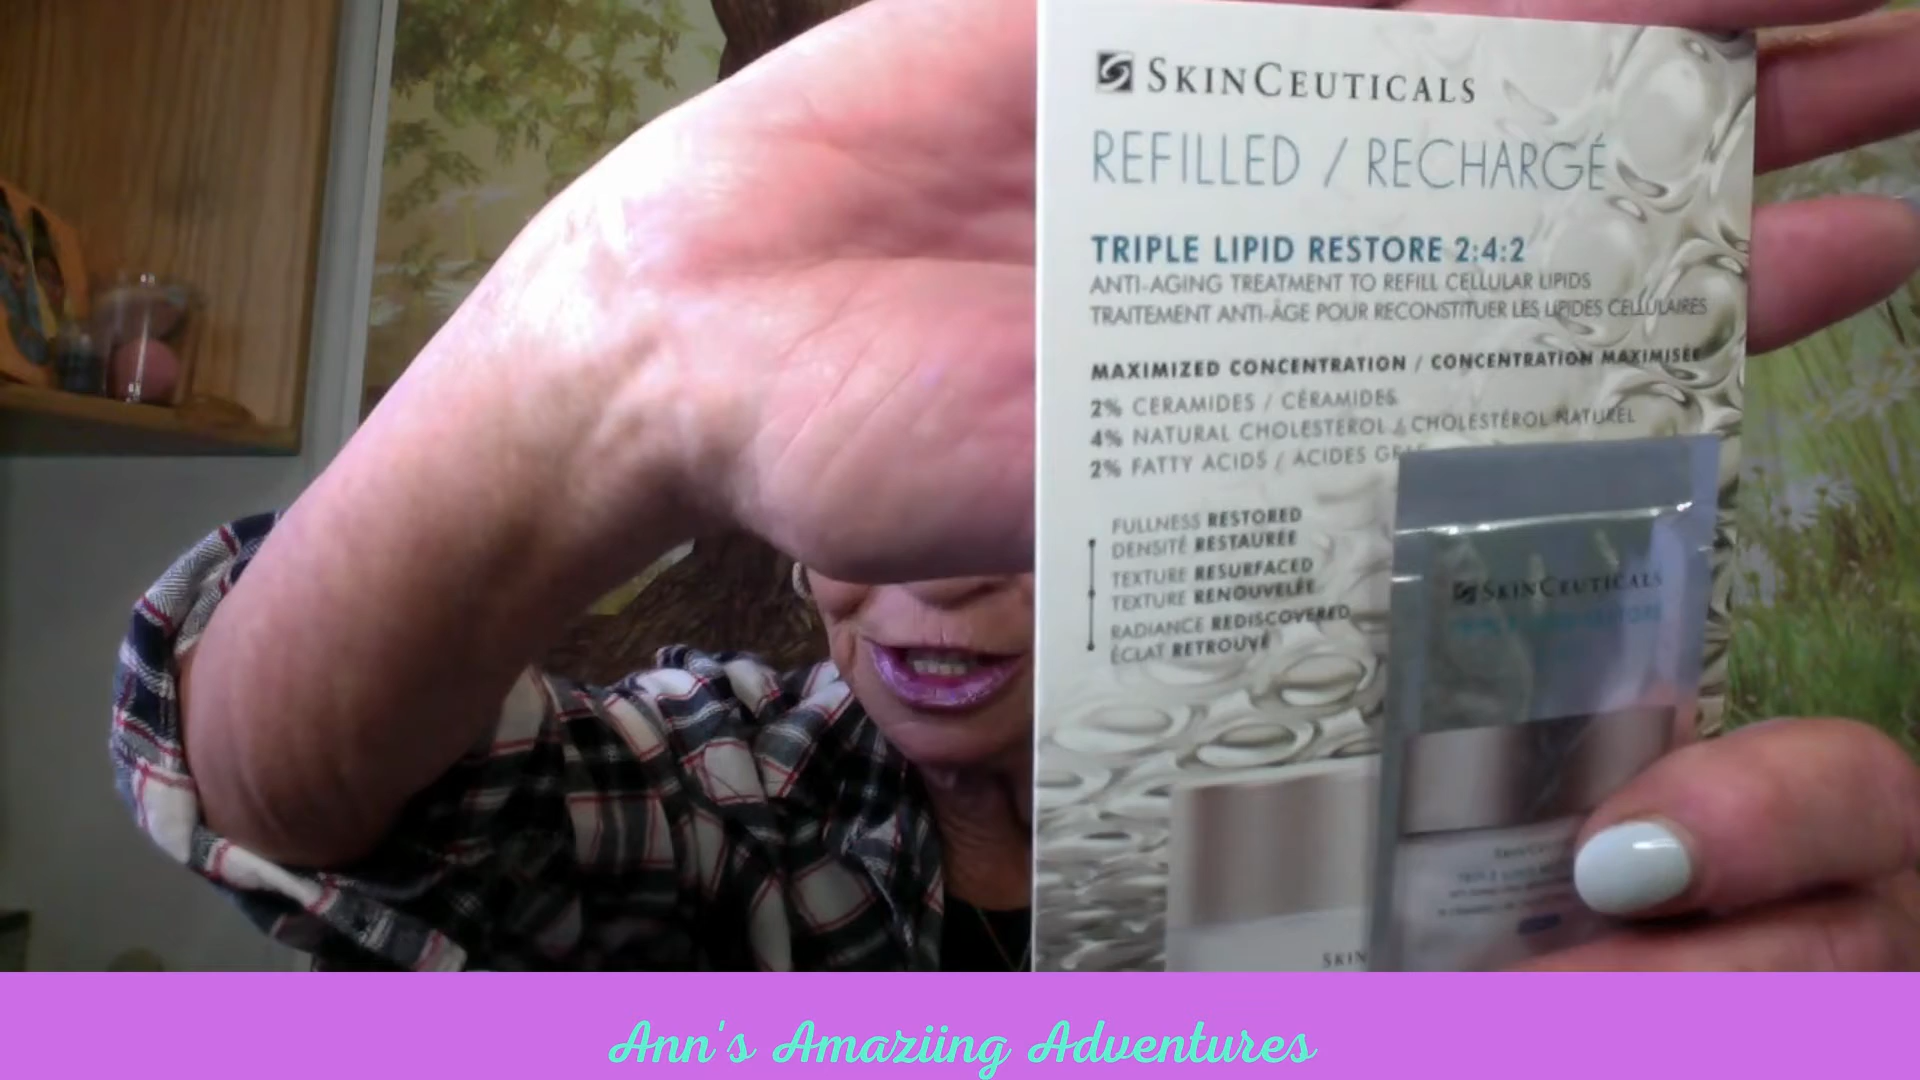 SKINCEUTICALS
REFILLED / RECHARGÉ
TRIPLE LIPID RESTORE 2:4:2
ANTI-AGING TREATMENT TO REFILL CELLULAR LIPIDS
TRAITEMENT ANTI-ÂGE POUR RECONSTITUER LES LIPIDES CELLULAIRES
MAXIMIZED CONCENTRATION / CONCENTRATION MAXIMISÉE
2% CERAMIDES / CÉRAMIDES
4% NATURAL CHOLESTEROL / CHOLESTÉROL NATUREL
2% FATTY ACIDS / ACIDES
FULLNESS RESTORED
DENSITÉ RESTAURÉE
TEXTURE RESURFACED
TEXTURE RENOUVELÉE
RADIANCE REDISCOVERED
ÉCLAT RETROUVÉ
SKINCEUTICALS
SKIN
Ann's Amaziing Adventures